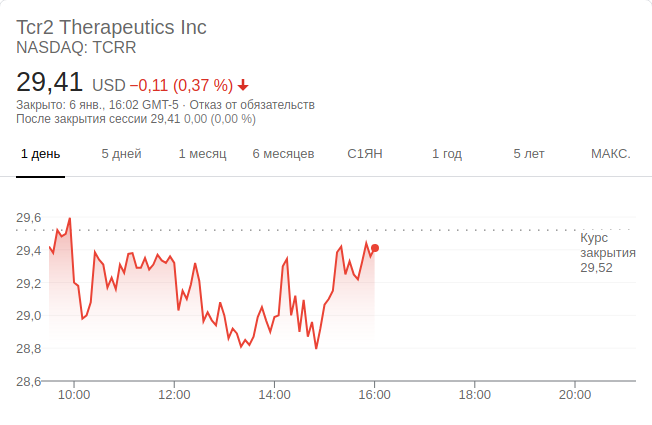 Tcr2 Therapeutics Inc
NASDAQ: TCRR
29,41 USD −0,11 (0,37 %)
Закрыто: 6 янв., 16:02 GMT-5 · Отказ от обязательств
После закрытия сессии 29,41 0,00 (0,00 %)
1 день 5 дней 1 месяц 6 месяцев С1ЯН 1 год 5 лет МАКС.
29,6
Курс
закрытия
29,52
29,4
29,2
29,0
28,8
28,6
10:00 12:00 14:00 16:00 18:00 20:00